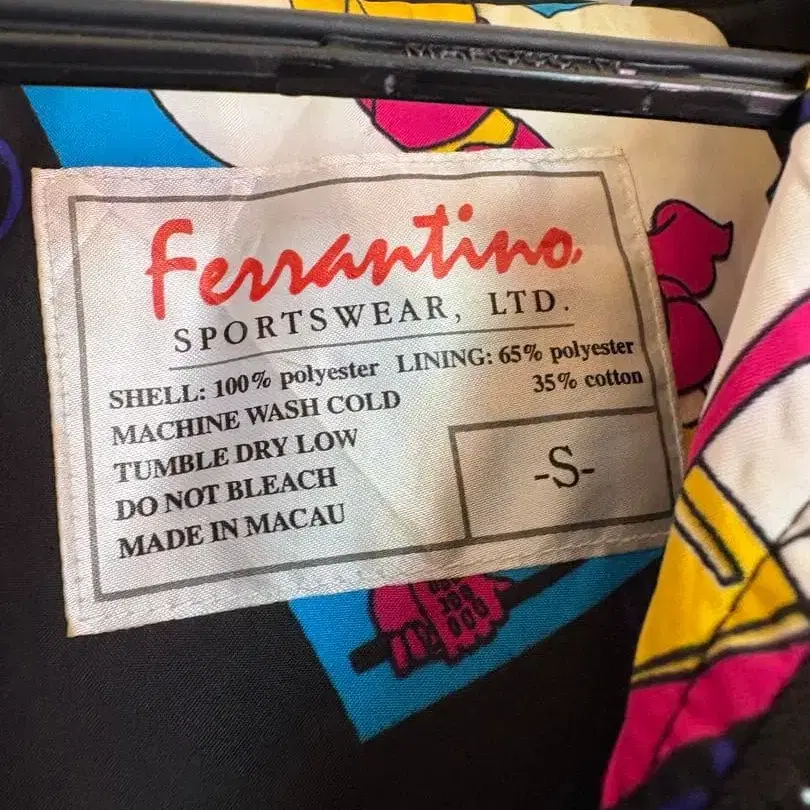 Ferrantino
SPORTSWEAR, LTD.
SHELL: 100% polyester LINING: 65% polyester
35% cotton
MACHINE WASH COLD
TUMBLE DRY LOW
DO NOT BLEACH
MADE IN MACAU
-S-